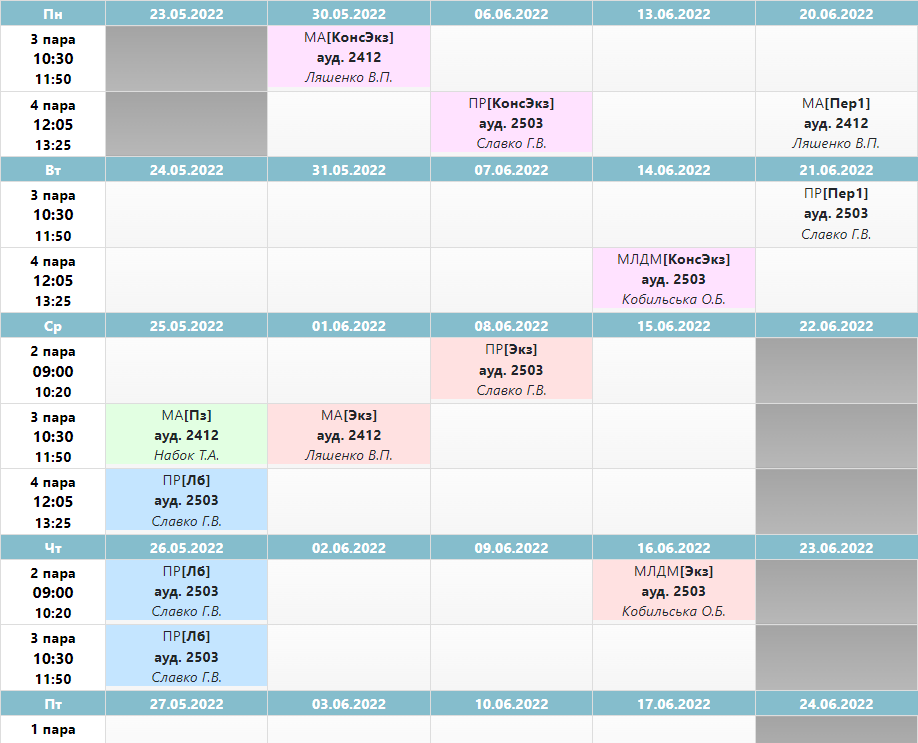 Пн 23.05.2022 30.05.2022 06.06.2022 13.06.2022 20.06.2022
3 пара МА[КонсЭкз]
10:30 ауд. 2412
11:50 Ляшенко В.П.
4 пара ПР[КонсЭкз] МА[Пер1]
12:05 ауд. 2503 ауд. 2412
13:25 Славко Г.В. Ляшенко В.П.
Вт 24.05.2022 31.05.2022 07.06.2022 14.06.2022 21.06.2022
3 пара ПР[Пер1]
10:30 ауд. 2503
11:50 Славко Г.В.
4 пара МЛДМ[КонсЭкз]
12:05 ауд. 2503
13:25 Кобильська О.Б.
Ср 25.05.2022 01.06.2022 08.06.2022 15.06.2022 22.06.2022
2 пара ПР[Экз]
09:00 ауд. 2503
10:20 Славко Г.В.
3 пара МА[Пз] МА[Экз]
10:30 ауд. 2412 ауд. 2412
11:50 Набок Т.А. Ляшенко В.П.
4 пара ПР[Лб]
12:05 ауд. 2503
13:25 Славко Г.В.
Чт 26.05.2022 02.06.2022 09.06.2022 16.06.2022 23.06.2022
2 пара ПР[Лб] МЛДМ[Экз]
09:00 ауд. 2503 ауд. 2503
10:20 Славко Г.В. Кобильська О.Б.
3 пара ПР[Лб]
10:30 ауд. 2503
11:50 Славко Г.В.
Пт 27.05.2022 03.06.2022 10.06.2022 17.06.2022 24.06.2022
1 пара